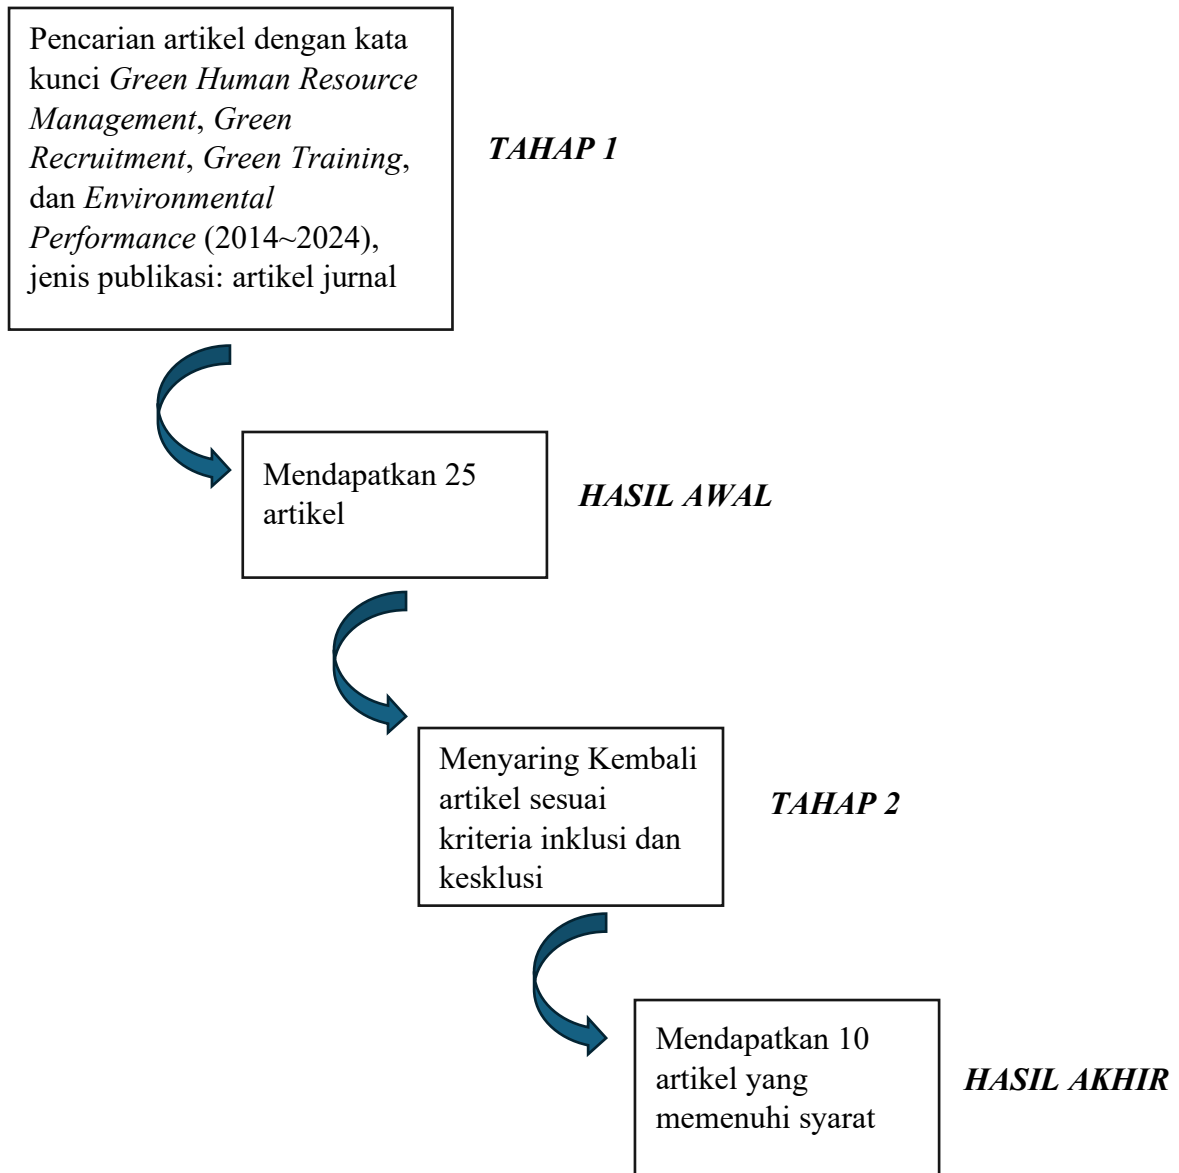 Pencarian artikel dengan kata
kunci Green Human Resource
Management, Green
Recruitment, Green Training,
dan Environmental
Performance (2014~2024),
jenis publikasi: artikel jurnal
TAHAP 1
Mendapatkan 25
artikel
HASIL AWAL
Menyaring Kembali
artikel sesuai
kriteria inklusi dan
kesklusi
TAHAP 2
Mendapatkan 10
artikel yang
memenuhi syarat
HASIL AKHIR